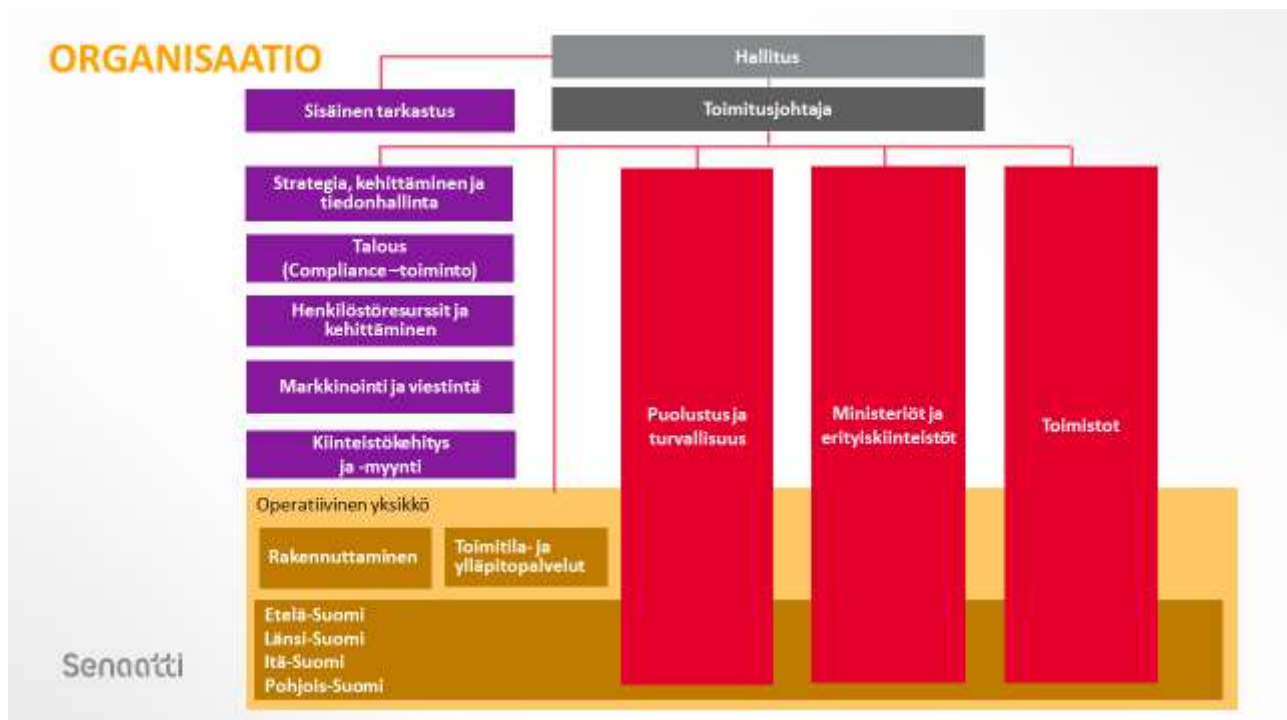 ORGANISAATIO
Hallitus
Sisäinen tarkastus
Toimitusjohtaja
Strategia, kehittäminen ja
tiedonhallinta
Talous
(Compliance –toiminto)
Henkilöstöresurssit ja
kehittäminen
Markkinointi ja viestintä
Kiinteistökehitys
ja -myynti
Puolustus ja
turvallisuus
Ministeriöt ja
erityiskiinteistöt
Toimistot
Operatiivinen yksikkö
Rakennuttaminen
Toimitila- ja
ylläpitopalvelut
Etelä-Suomi
Länsi-Suomi
Itä-Suomi
Pohjois-Suomi
Senaatti